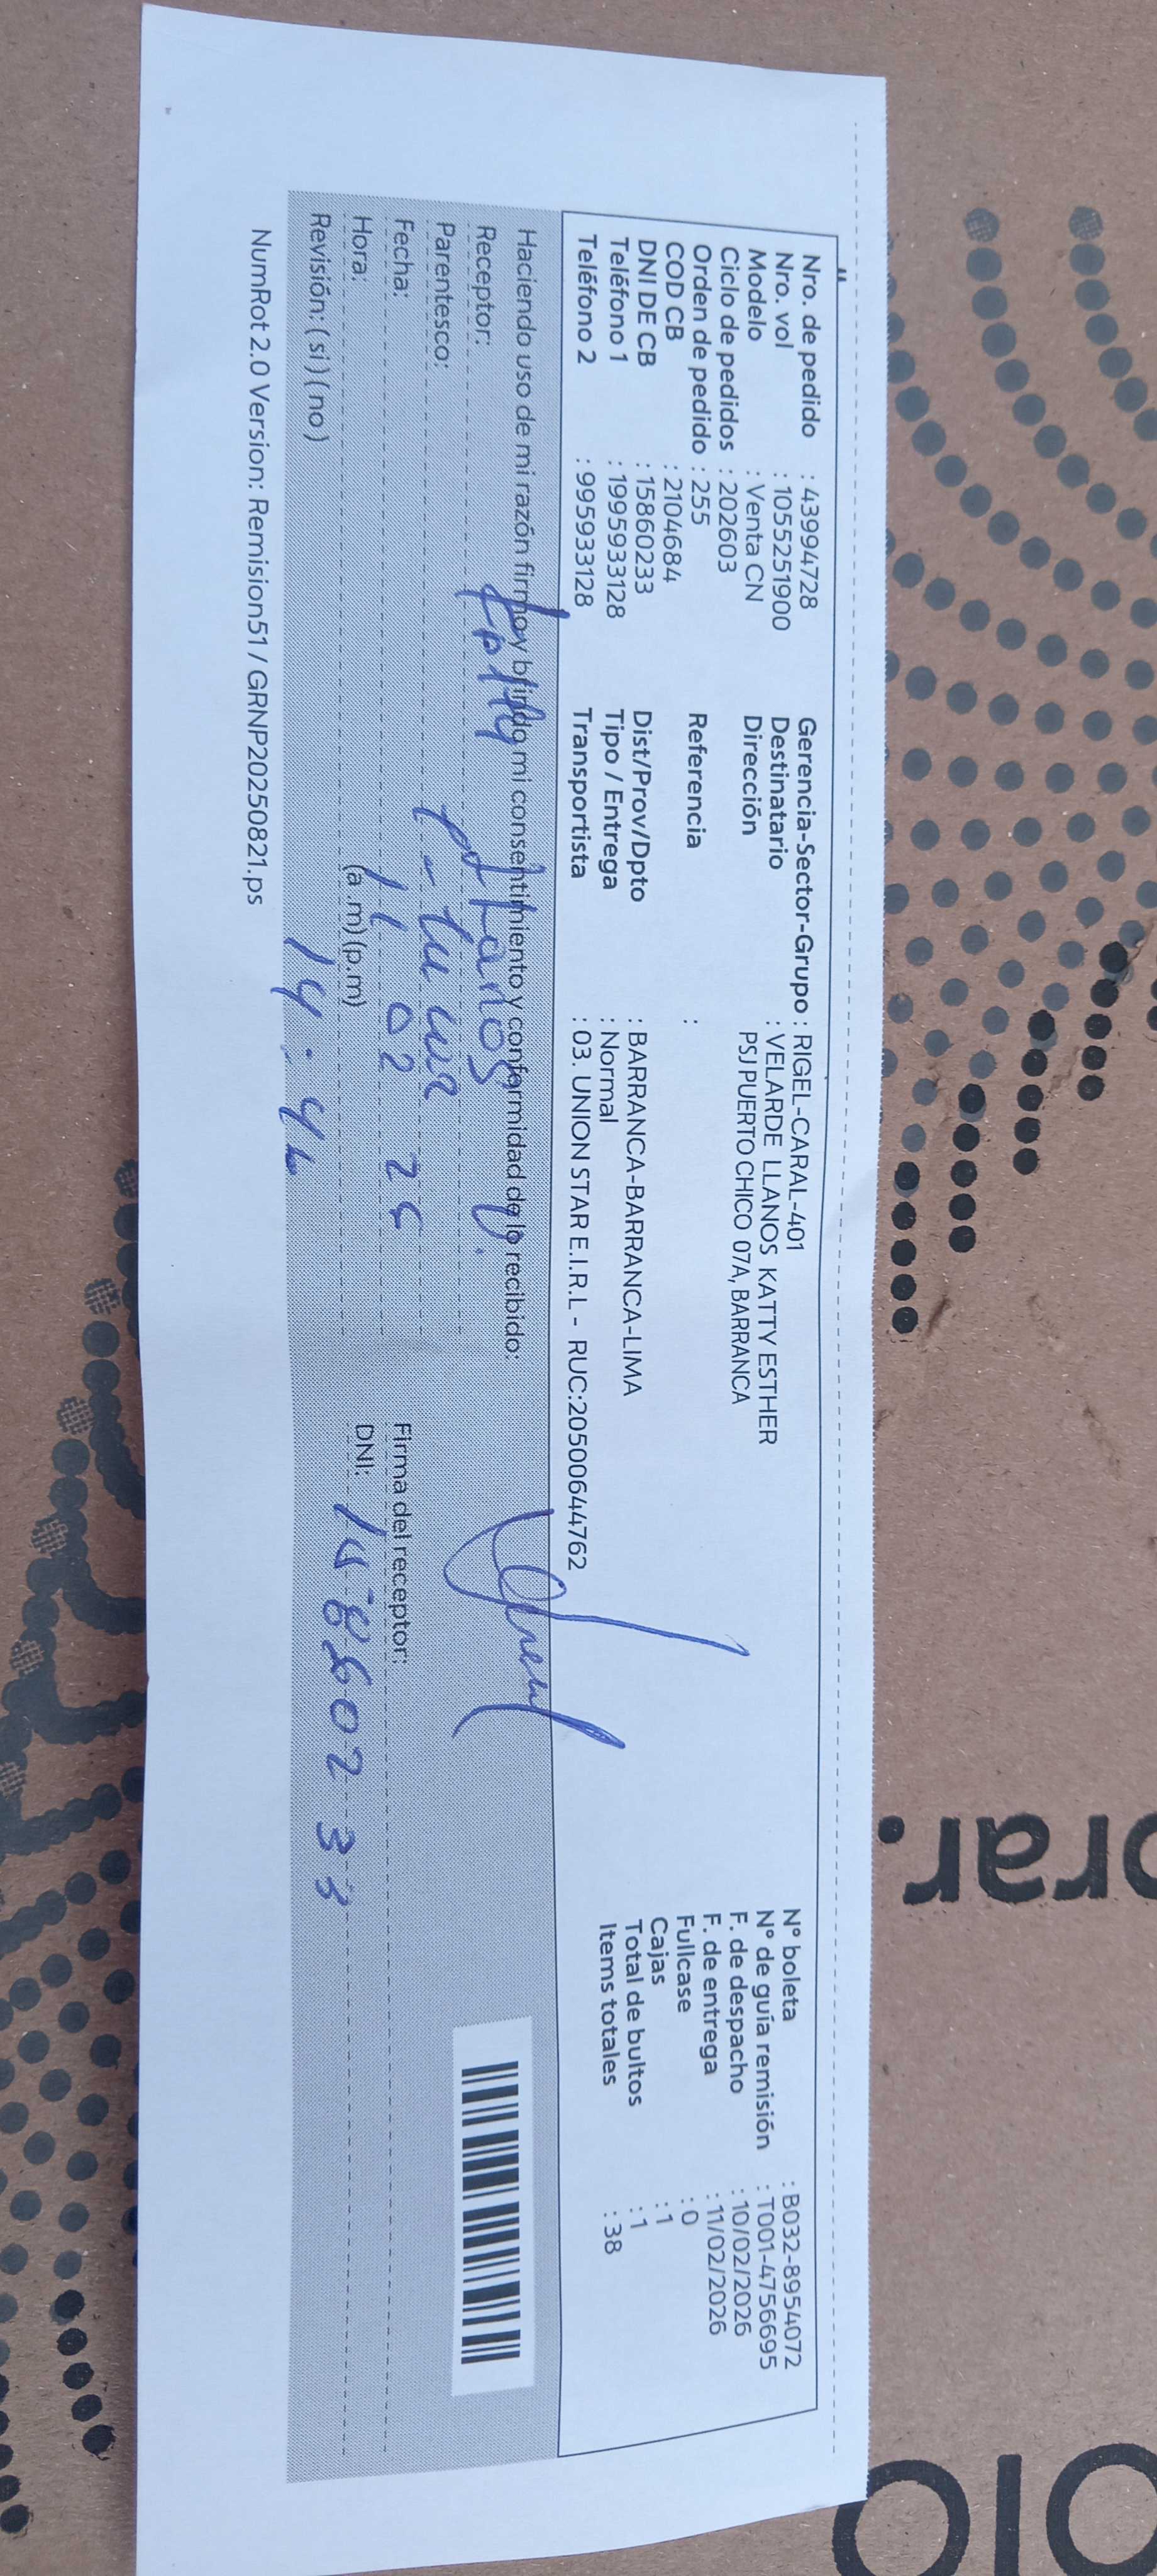 Nro. de pedido : 43994728
Nro. vol : 1055251900
Modelo : Venta CN
Ciclo de pedidos : 202603
Orden de pedido : 255
COD CB : 2104684
DNI DE CB : 15860233
Teléfono 1 : 1995933128
Teléfono 2 : 995933128
Gerencia-Sector-Grupo : RIGEL-CARAL-401
Destinatario : VELARDE LLANOS KATTY ESTHER
Dirección PSJ PUERTO CHICO 07A, BARRANCA
Referencia :
Dist/Prov/Dpto : BARRANCA-BARRANCA-LIMA
Tipo / Entrega : Normal
Transportista : 03. UNION STAR E.I.R.L - RUC:20500644762
N° boleta : B032-8954072
N° de guía remisión : T001-4756695
F. de despacho : 10/02/2026
F. de entrega : 11/02/2026
Fullcase : 0
Cajas : 1
Total de bultos : 1
Items totales : 38
Haciendo uso de mi razón firmo y brindo mi consentimiento y conformidad de lo recibido:
Receptor:
Parentesco:
Fecha: 11 02 26
Hora: (a.m) (p.m) 14.44
Revisión: ( si ) ( no )
Firma del receptor:
DNI: 15860233
NumRot 2.0 Version: Remision51 / GRNP20250821.ps
orar.